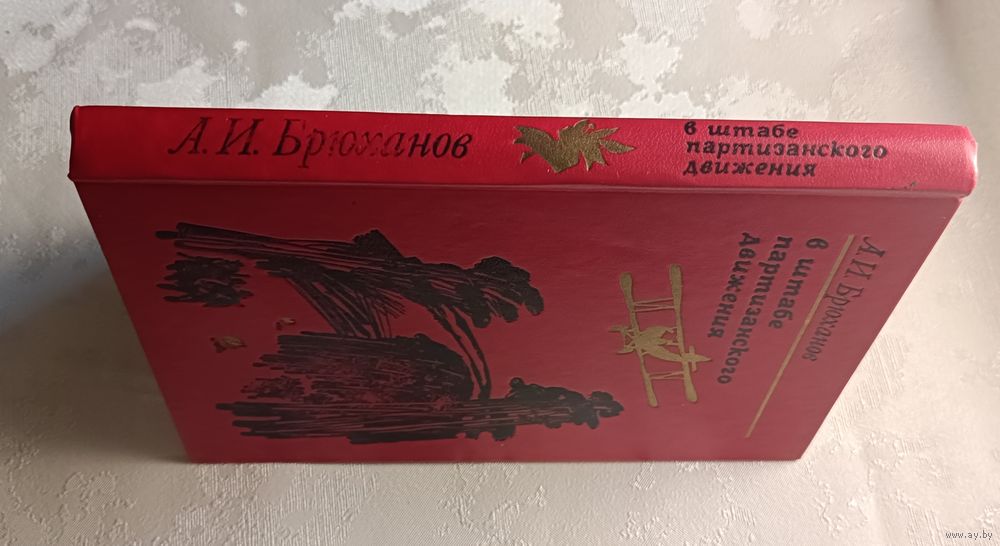 А.И. Брюханов
в штабе
партизанского
движения
А И Брюханов
в штабе
партизанского
движения
www.ay.by